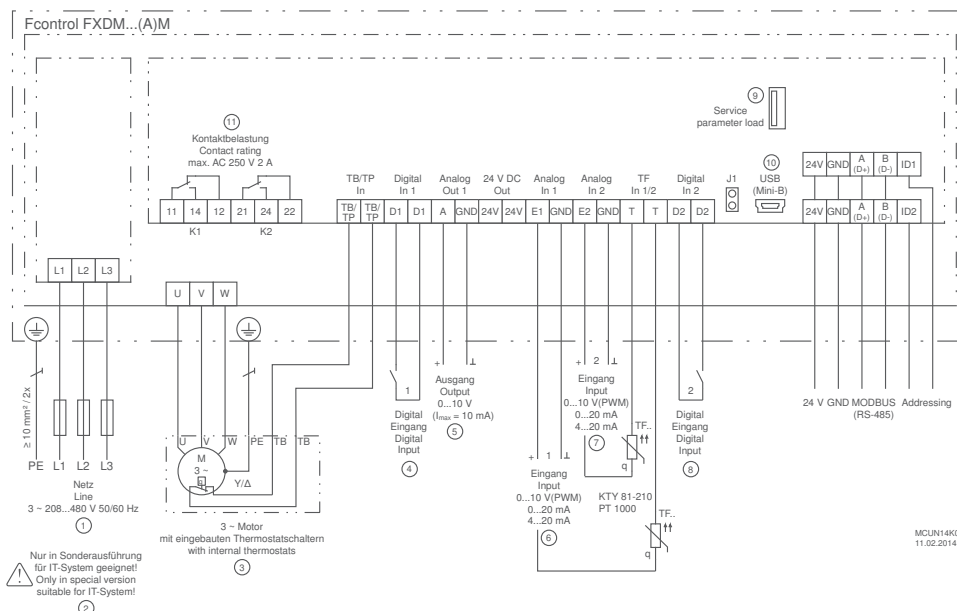 Fcontrol FXDM...(A)M
11
Kontaktbelastung
Contact rating
max. AC 250 V 2 A
11 14 12 21 24 22
K1 K2
9
Service
parameter load
10
USB
(Mini-B)
J1
TB/TP
In
Digital
In 1
Analog
Out 1
24 V DC
Out
Analog
In 1
Analog
In 2
TF
In 1/2
Digital
In 2
TB/
TP
TB/
TP
D1 D1 A GND 24V 24V E1 GND E2 GND T T D2 D2
24V GND A
(D+)
B
(D-)
ID1
24V GND A
(D+)
B
(D-)
ID2
L1 L2 L3
U V W
≥ 10 mm² / 2x
PE L1 L2 L3
Netz
Line
3 ~ 208...480 V 50/60 Hz
1
Nur in Sonderausführung
für IT-System geeignet!
Only in special version
suitable for IT-System!
2
U V W PE TB TB
M
3 ~
Y/Δ
3 ~ Motor
mit eingebauten Thermostatschaltern
with internal thermostats
3
1
Digital
Eingang
Digital
Input
4
+ ⊥
Ausgang
Output
0...10 V
(Imax = 10 mA)
5
+ 1 ⊥
Eingang
Input
0...10 V(PWM)
0...20 mA
4...20 mA
6
+ 2 ⊥
Eingang
Input
0...10 V(PWM)
0...20 mA
4...20 mA
7
TF..
q
KTY 81-210
PT 1000
TF..
q
2
Digital
Eingang
Digital
Input
8
24 V GND MODBUS
(RS-485)
Addressing
MCUN14K0
11.02.2014